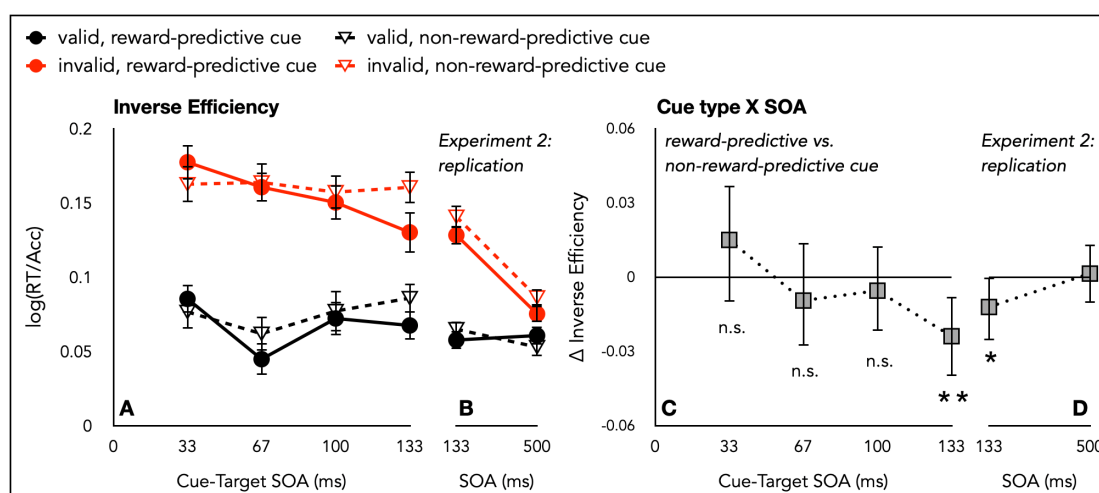 valid, reward-predictive cue
valid, non-reward-predictive cue
invalid, reward-predictive cue
invalid, non-reward-predictive cue
Inverse Efficiency
Cue type X SOA
0.2
0.15
0.1
0.05
0
log(RT/Acc)
Experiment 2:
replication
A
B
0
33
67
100
133
133
500
Cue-Target SOA (ms)
SOA (ms)
0.06
0.03
0
-0.03
-0.06
Δ Inverse Efficiency
reward-predictive vs.
non-reward-predictive cue
Experiment 2:
replication
n.s.
n.s.
n.s.
* *
*
C
D
0
33
67
100
133
133
500
Cue-Target SOA (ms)
SOA (ms)